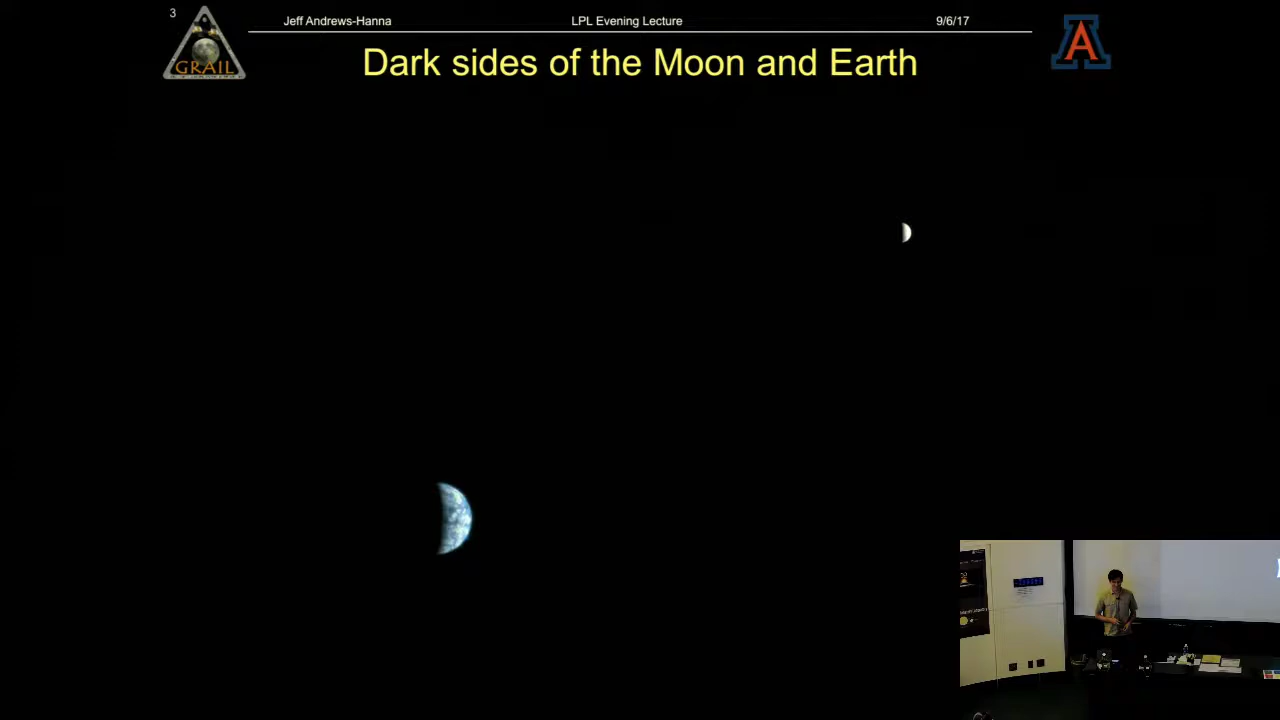 3
Jeff Andrews-Hanna LPL Evening Lecture 9/6/17
GRAIL
A
Dark sides of the Moon and Earth